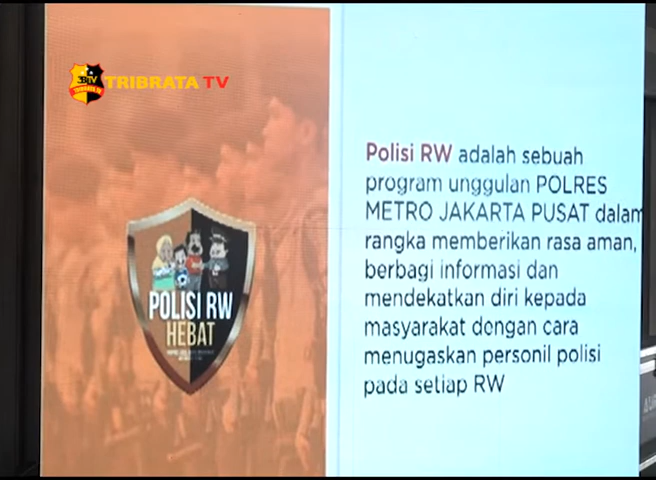 TRIBRATA TV
POLISI RW
HEBAT
Polisi RW adalah sebuah
program unggulan POLRES
METRO JAKARTA PUSAT dalam
rangka memberikan rasa aman,
berbagi informasi dan
mendekatkan diri kepada
masyarakat dengan cara
menugaskan personil polisi
pada setiap RW